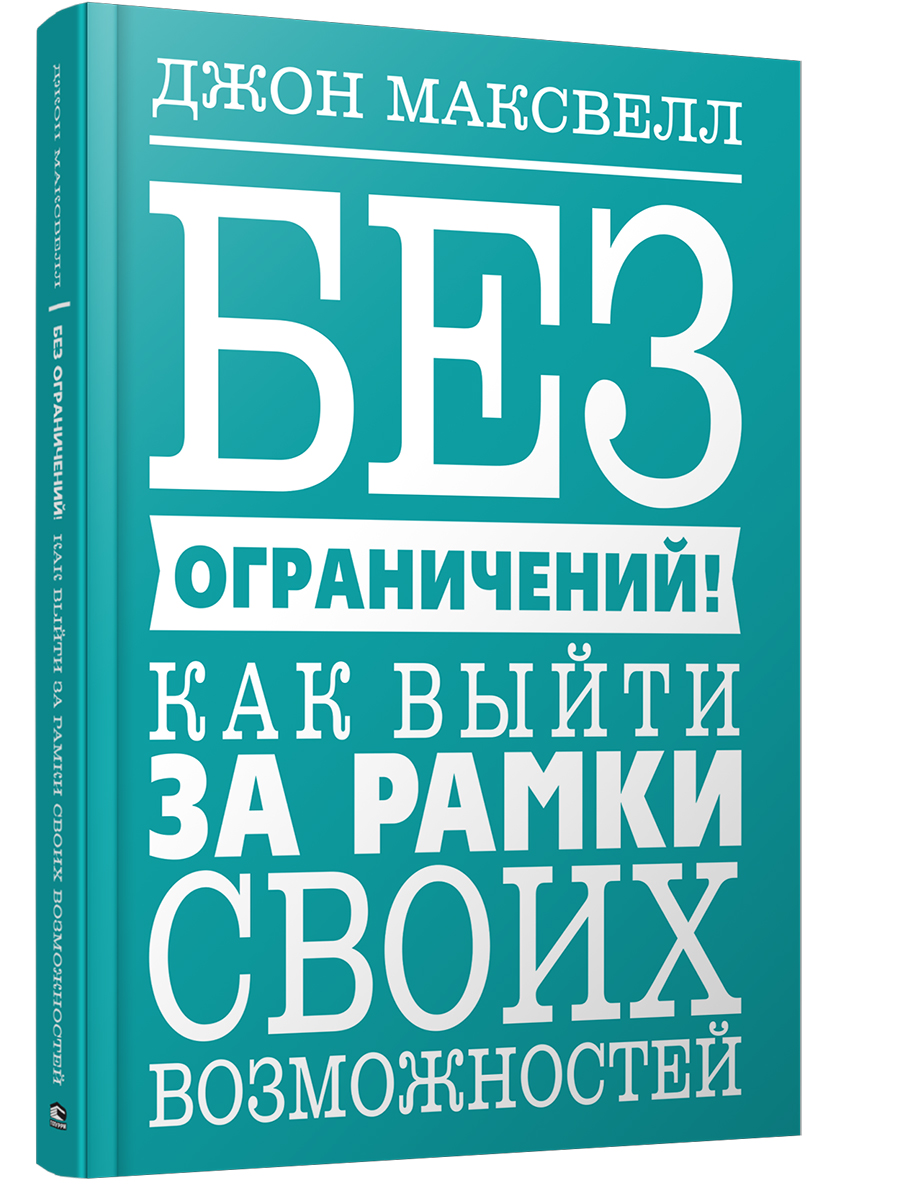 ДЖОН МАКСВЕЛЛ
БЕЗ
ОГРАНИЧЕНИЙ!
КАК ВЫЙТИ
ЗА РАМКИ
СВОИХ
ВОЗМОЖНОСТЕЙ
ДЖОН МАКСВЕЛЛ | БЕЗ ОГРАНИЧЕНИЙ! КАК ВЫЙТИ ЗА РАМКИ СВОИХ ВОЗМОЖНОСТЕЙ
ПОПУРРИ